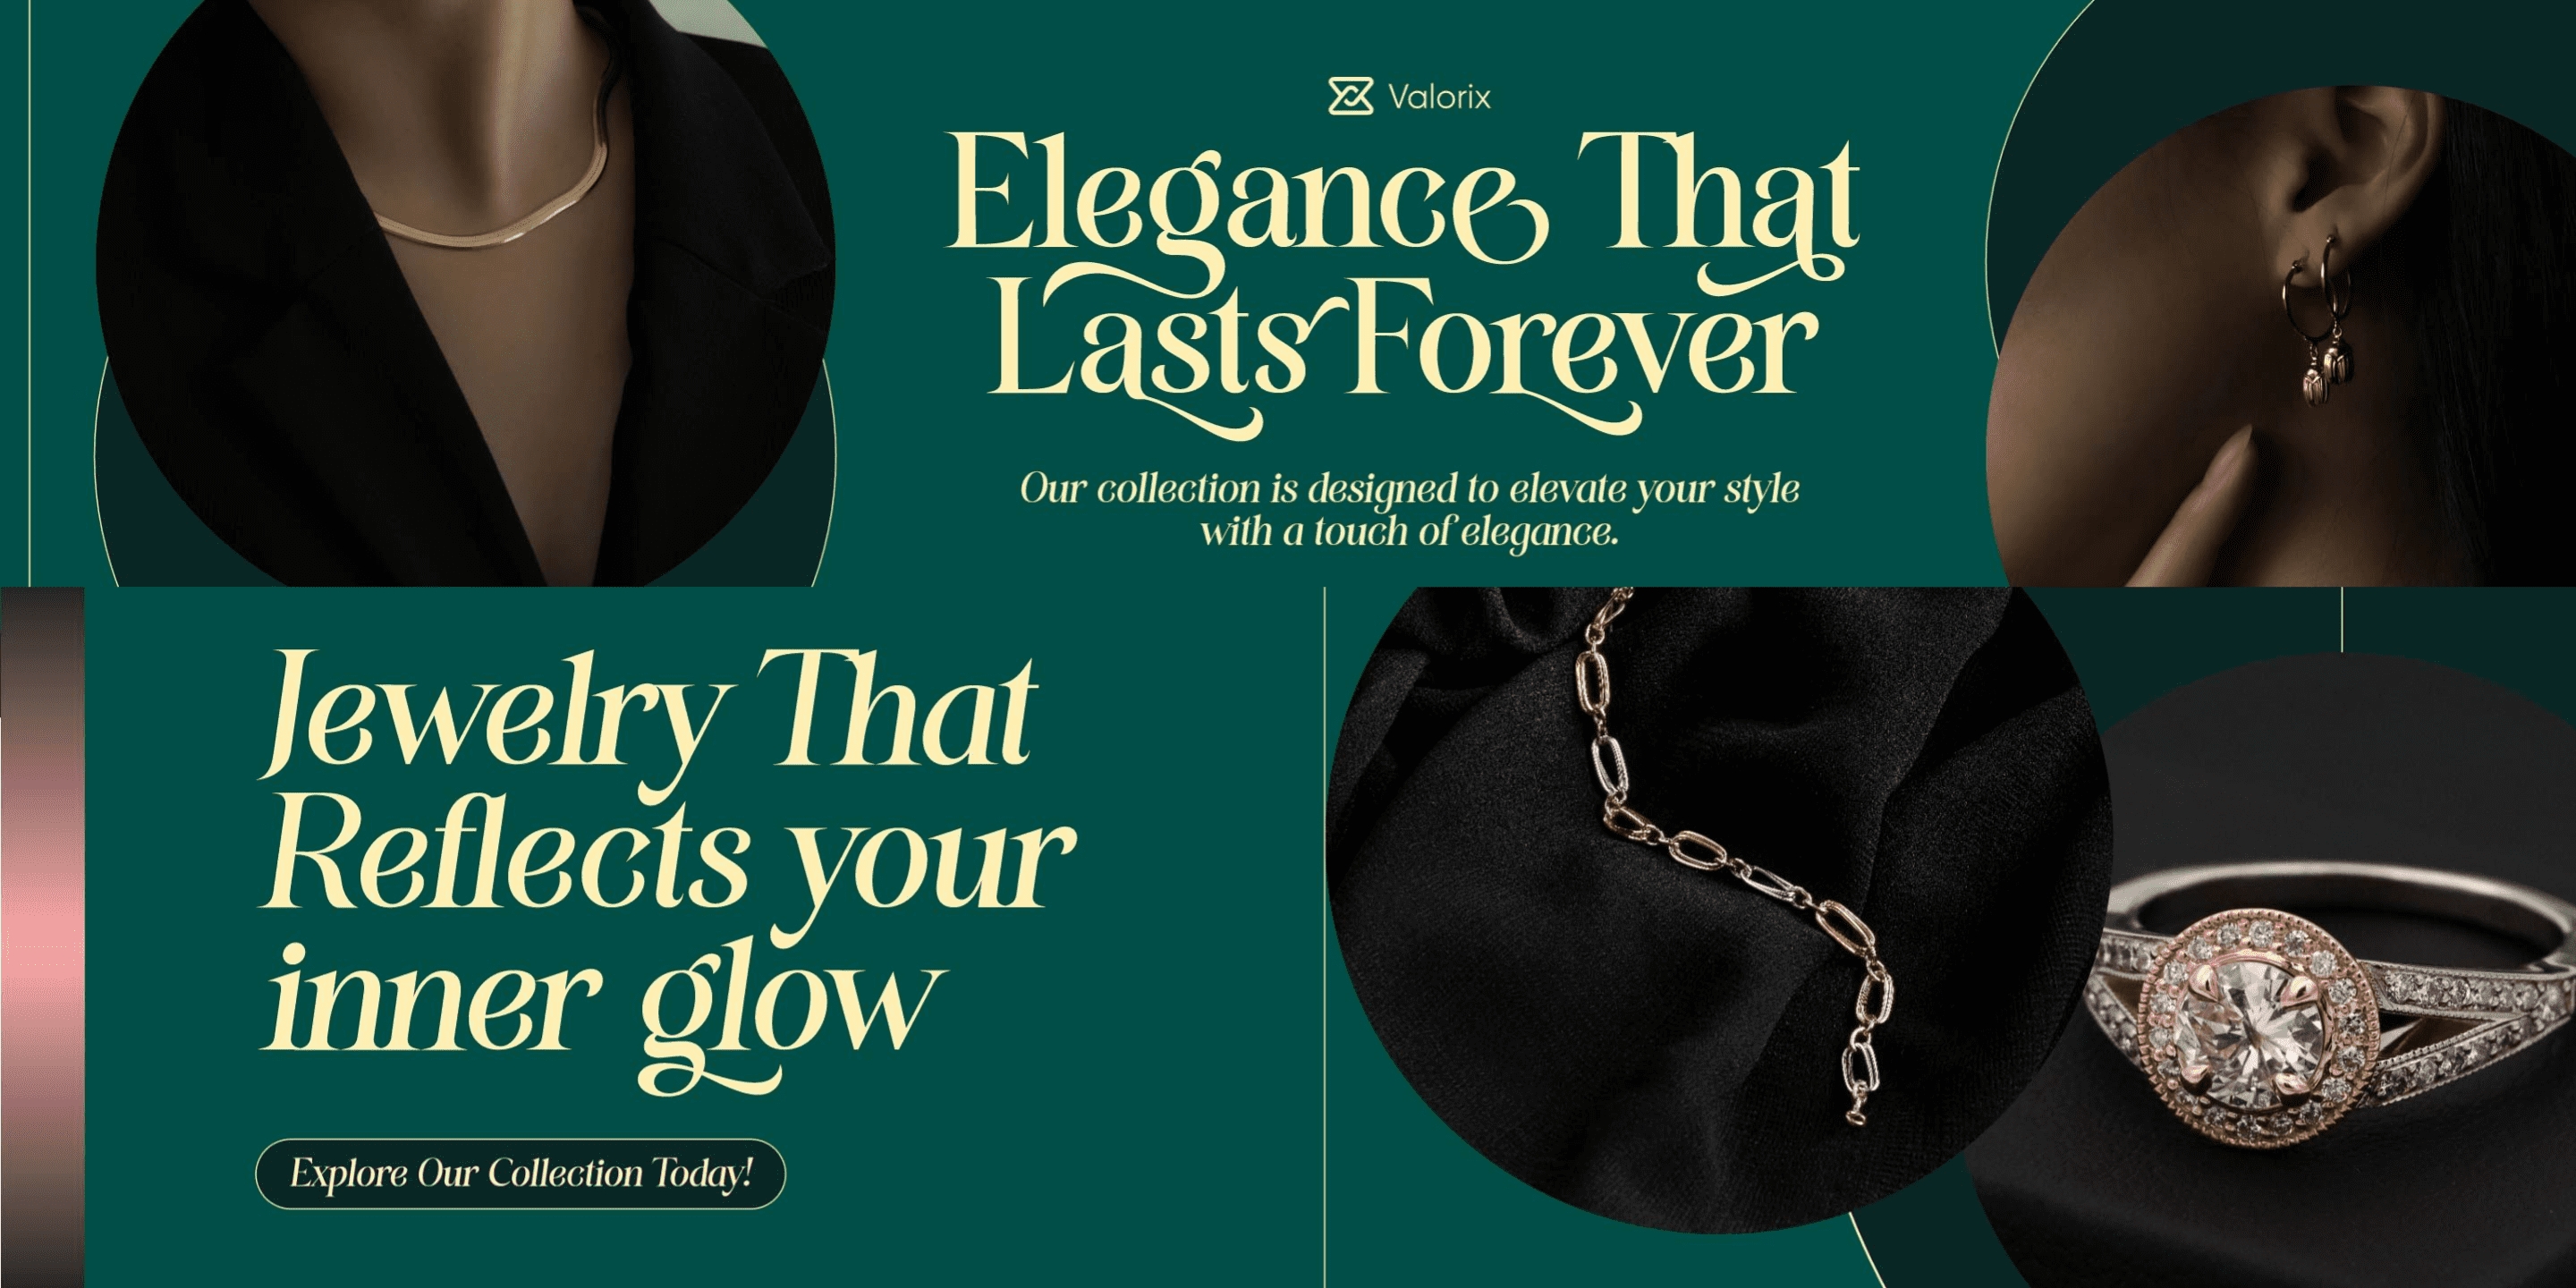 Valorix
Elegance That
Lasts Forever
Our collection is designed to elevate your style
with a touch of elegance.
Jewelry That
Reflects your
inner glow
Explore Our Collection Today!